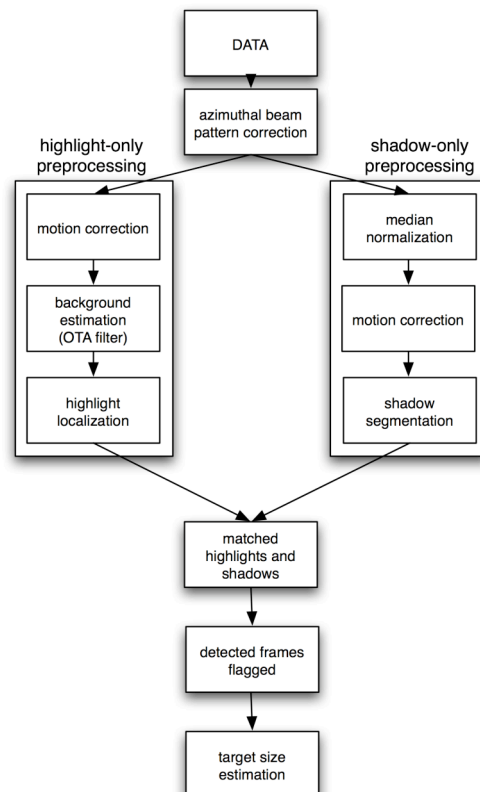 DATA
azimuthal beam
pattern correction
highlight-only
preprocessing
motion correction
background
estimation
(OTA filter)
highlight
localization
shadow-only
preprocessing
median
normalization
motion correction
shadow
segmentation
matched
highlights and
shadows
detected frames
flagged
target size
estimation